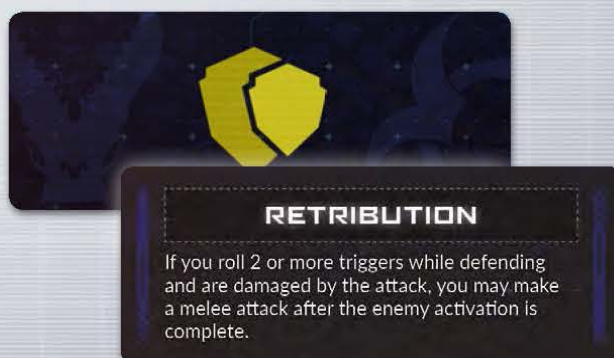 RETRIBUTION
If you roll 2 or more triggers while defending
and are damaged by the attack, you may make
a melee attack after the enemy activation is
complete.